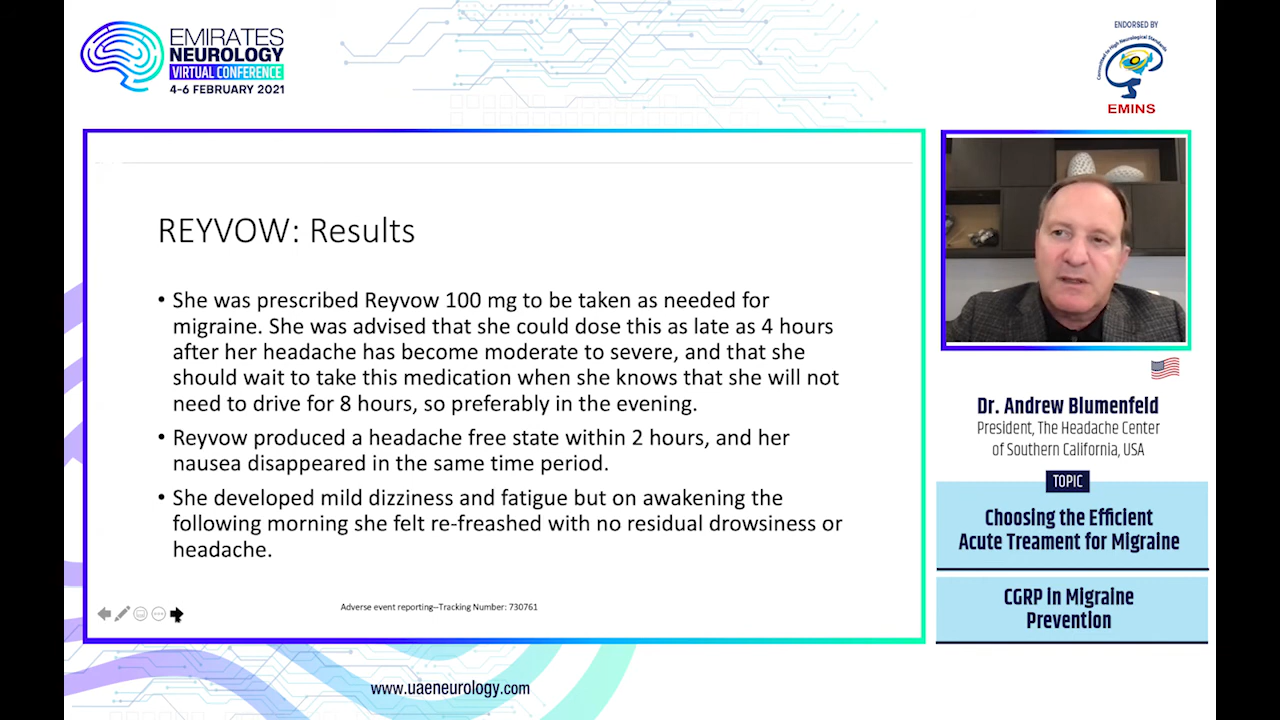 EMIRATES
NEUROLOGY
VIRTUAL CONFERENCE
4-6 FEBRUARY 2021
ENDORSED BY
Committed to High Neurological Standards
EMINS
REYVOW: Results
• She was prescribed Reyvow 100 mg to be taken as needed for
migraine. She was advised that she could dose this as late as 4 hours
after her headache has become moderate to severe, and that she
should wait to take this medication when she knows that she will not
need to drive for 8 hours, so preferably in the evening.
• Reyvow produced a headache free state within 2 hours, and her
nausea disappeared in the same time period.
• She developed mild dizziness and fatigue but on awakening the
following morning she felt re-freashed with no residual drowsiness or
headache.
Adverse event reporting--Tracking Number: 730761
Dr. Andrew Blumenfeld
President, The Headache Center
of Southern California, USA
TOPIC
Choosing the Efficient
Acute Treament for Migraine
CGRP in Migraine
Prevention
www.uaeneurology.com